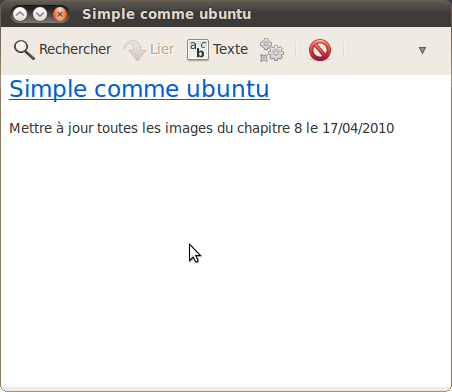 Simple comme ubuntu
Rechercher Lier Texte
Simple comme ubuntu
Mettre à jour toutes les images du chapitre 8 le 17/04/2010